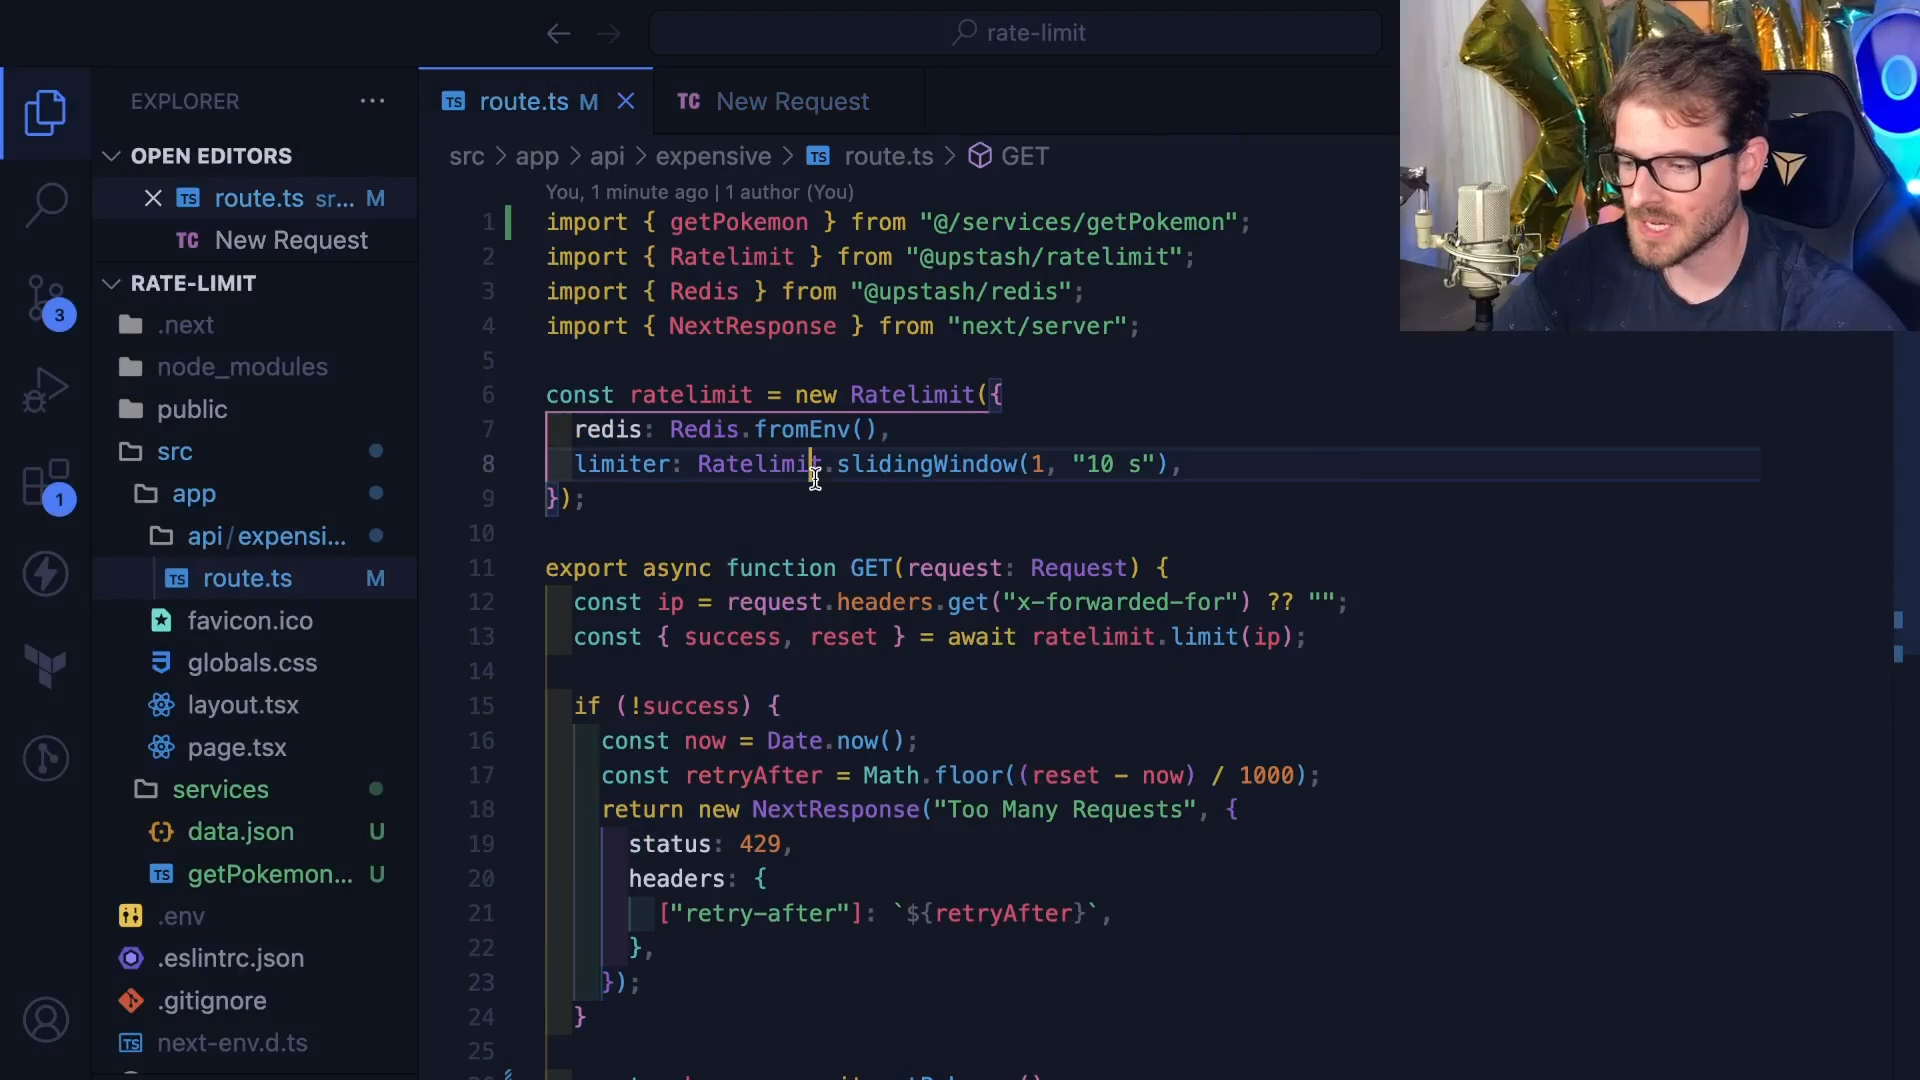 rate-limit
EXPLORER
OPEN EDITORS
route.ts sr... M
TC New Request
RATE-LIMIT
.next
node_modules
public
src
app
api/expensi...
TS route.ts M
favicon.ico
globals.css
layout.tsx
page.tsx
services
data.json U
TS getPokemon... U
.env
.eslintrc.json
.gitignore
TS next-env.d.ts
3
1
TS route.ts M
TC New Request
src > app > api > expensive > TS route.ts > GET
You, 1 minute ago | 1 author (You)
1 import { getPokemon } from "@/services/getPokemon";
2 import { Ratelimit } from "@upstash/ratelimit";
3 import { Redis } from "@upstash/redis";
4 import { NextResponse } from "next/server";
5
6 const ratelimit = new Ratelimit({
7 redis: Redis.fromEnv(),
8 limiter: Ratelimit.slidingWindow(1, "10 s"),
9 });
10
11 export async function GET(request: Request) {
12 const ip = request.headers.get("x-forwarded-for") ?? "";
13 const { success, reset } = await ratelimit.limit(ip);
14
15 if (!success) {
16 const now = Date.now();
17 const retryAfter = Math.floor((reset - now) / 1000);
18 return new NextResponse("Too Many Requests", {
19 status: 429,
20 headers: {
21 ["retry-after"]: `${retryAfter}`,
22 },
23 });
24 }
25